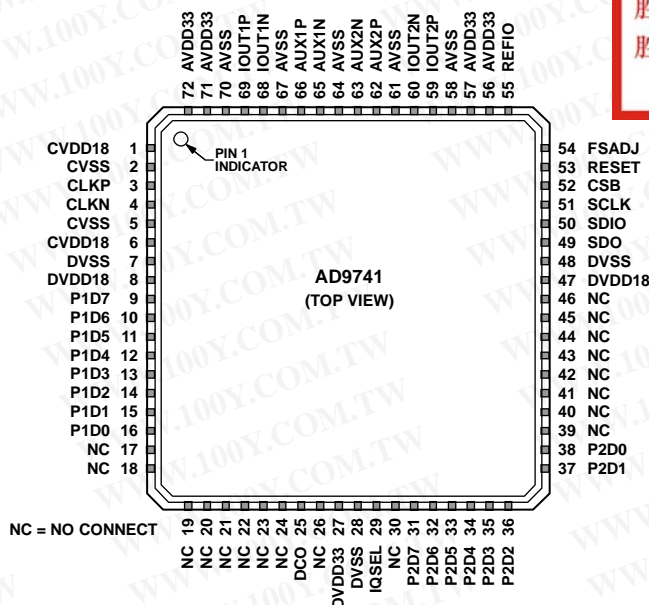 72 AVDD33
71 AVDD33
70 AVSS
69 IOUT1P
68 IOUT1N
67 AVSS
66 AUX1P
65 AUX1N
64 AVSS
63 AUX2N
62 AUX2P
61 AVSS
60 IOUT2N
59 IOUT2P
58 AVSS
57 AVDD33
56 AVDD33
55 REFIO
CVDD18 1
CVSS 2
CLKP 3
CLKN 4
CVSS 5
CVDD18 6
DVSS 7
DVDD18 8
P1D7 9
P1D6 10
P1D5 11
P1D4 12
P1D3 13
P1D2 14
P1D1 15
P1D0 16
NC 17
NC 18
PIN 1
INDICATOR
AD9741
(TOP VIEW)
54 FSADJ
53 RESET
52 CSB
51 SCLK
50 SDIO
49 SDO
48 DVSS
47 DVDD18
46 NC
45 NC
44 NC
43 NC
42 NC
41 NC
40 NC
39 NC
38 P2D0
37 P2D1
NC = NO CONNECT
NC 19
NC 20
NC 21
NC 22
NC 23
NC 24
DCO 25
NC 26
DVDD33 27
DVSS 28
IQSEL 29
NC 30
P2D7 31
P2D6 32
P2D5 33
P2D4 34
P2D3 35
P2D2 36
WWW.100Y.COM.TW